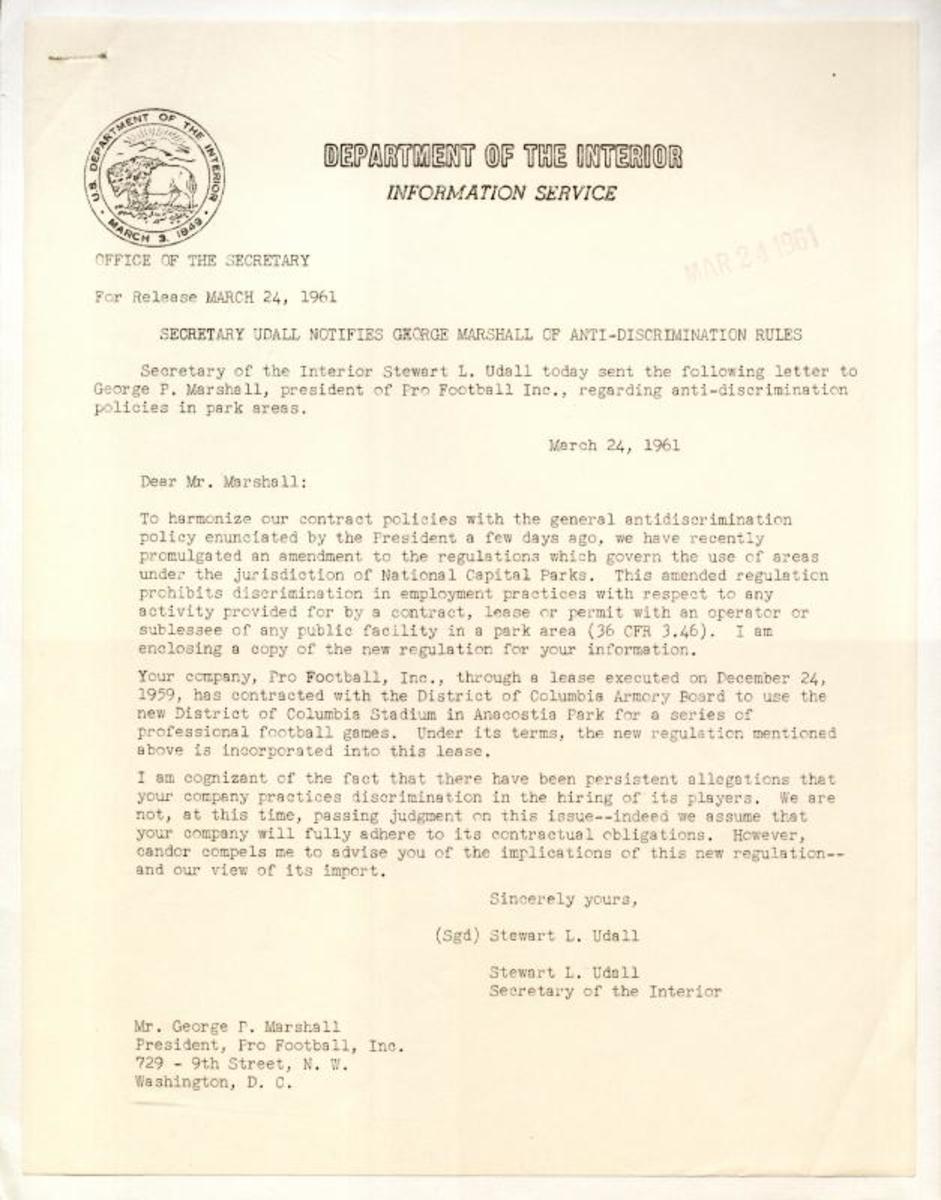 U.S. DEPARTMENT OF THE INTERIOR
MARCH 3, 1849
DEPARTMENT OF THE INTERIOR
INFORMATION SERVICE
OFFICE OF THE SECRETARY
MAR 24 1961
For Release MARCH 24, 1961
SECRETARY UDALL NOTIFIES GEORGE MARSHALL OF ANTI-DISCRIMINATION RULES
Secretary of the Interior Stewart L. Udall today sent the following letter to
George P. Marshall, president of Pro Football Inc., regarding anti-discrimination
policies in park areas.
March 24, 1961
Dear Mr. Marshall:
To harmonize our contract policies with the general antidiscrimination
policy enunciated by the President a few days ago, we have recently
promulgated an amendment to the regulations which govern the use of areas
under the jurisdiction of National Capital Parks. This amended regulation
prohibits discrimination in employment practices with respect to any
activity provided for by a contract, lease or permit with an operator or
sublessee of any public facility in a park area (36 CFR 3.46). I am
enclosing a copy of the new regulation for your information.
Your company, Pro Football, Inc., through a lease executed on December 24,
1959, has contracted with the District of Columbia Armory Board to use the
new District of Columbia Stadium in Anacostia Park for a series of
professional football games. Under its terms, the new regulation mentioned
above is incorporated into this lease.
I am cognizant of the fact that there have been persistent allegations that
your company practices discrimination in the hiring of its players. We are
not, at this time, passing judgment on this issue--indeed we assume that
your company will fully adhere to its contractual obligations. However,
candor compels me to advise you of the implications of this new regulation--
and our view of its import.
Sincerely yours,
(Sgd) Stewart L. Udall
Stewart L. Udall
Secretary of the Interior
Mr. George P. Marshall
President, Pro Football, Inc.
729 - 9th Street, N. W.
Washington, D. C.